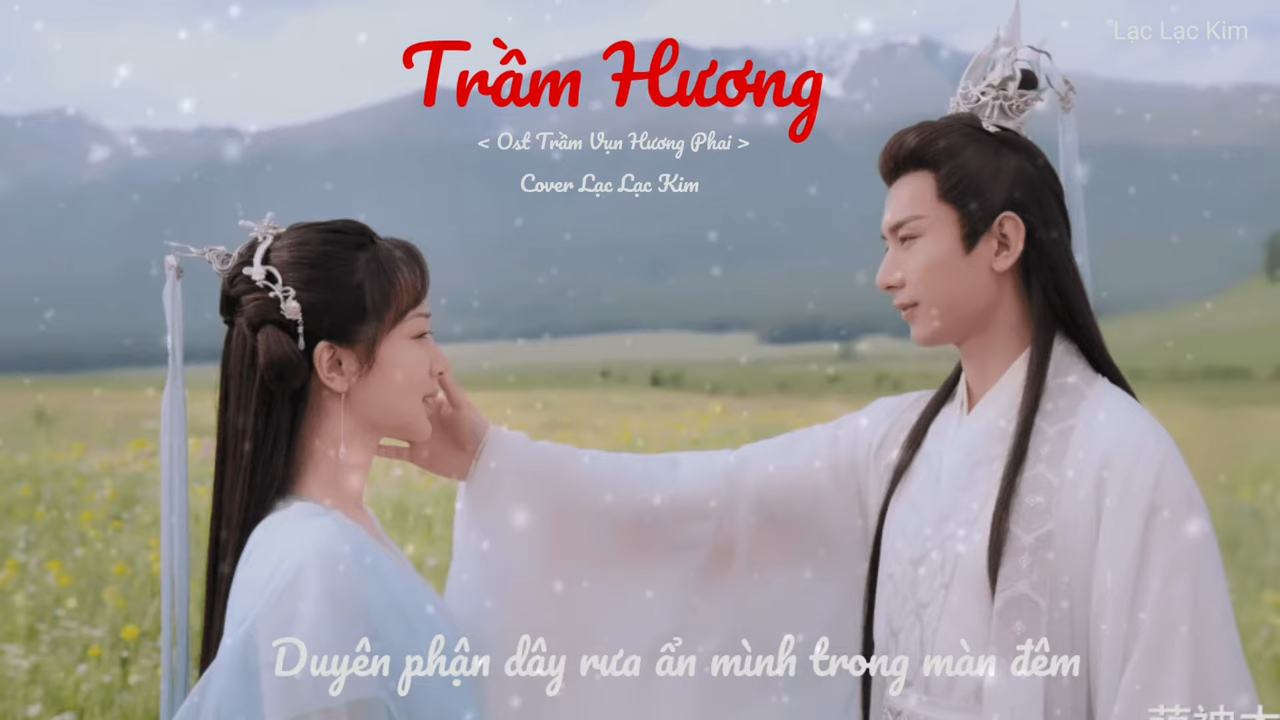 Lạc Lạc Kim
Trầm Hương
< Ost Trầm Vụn Hương Phai >
Cover Lạc Lạc Kim
Duyên phận dây rưa ẩn mình trong màn đêm